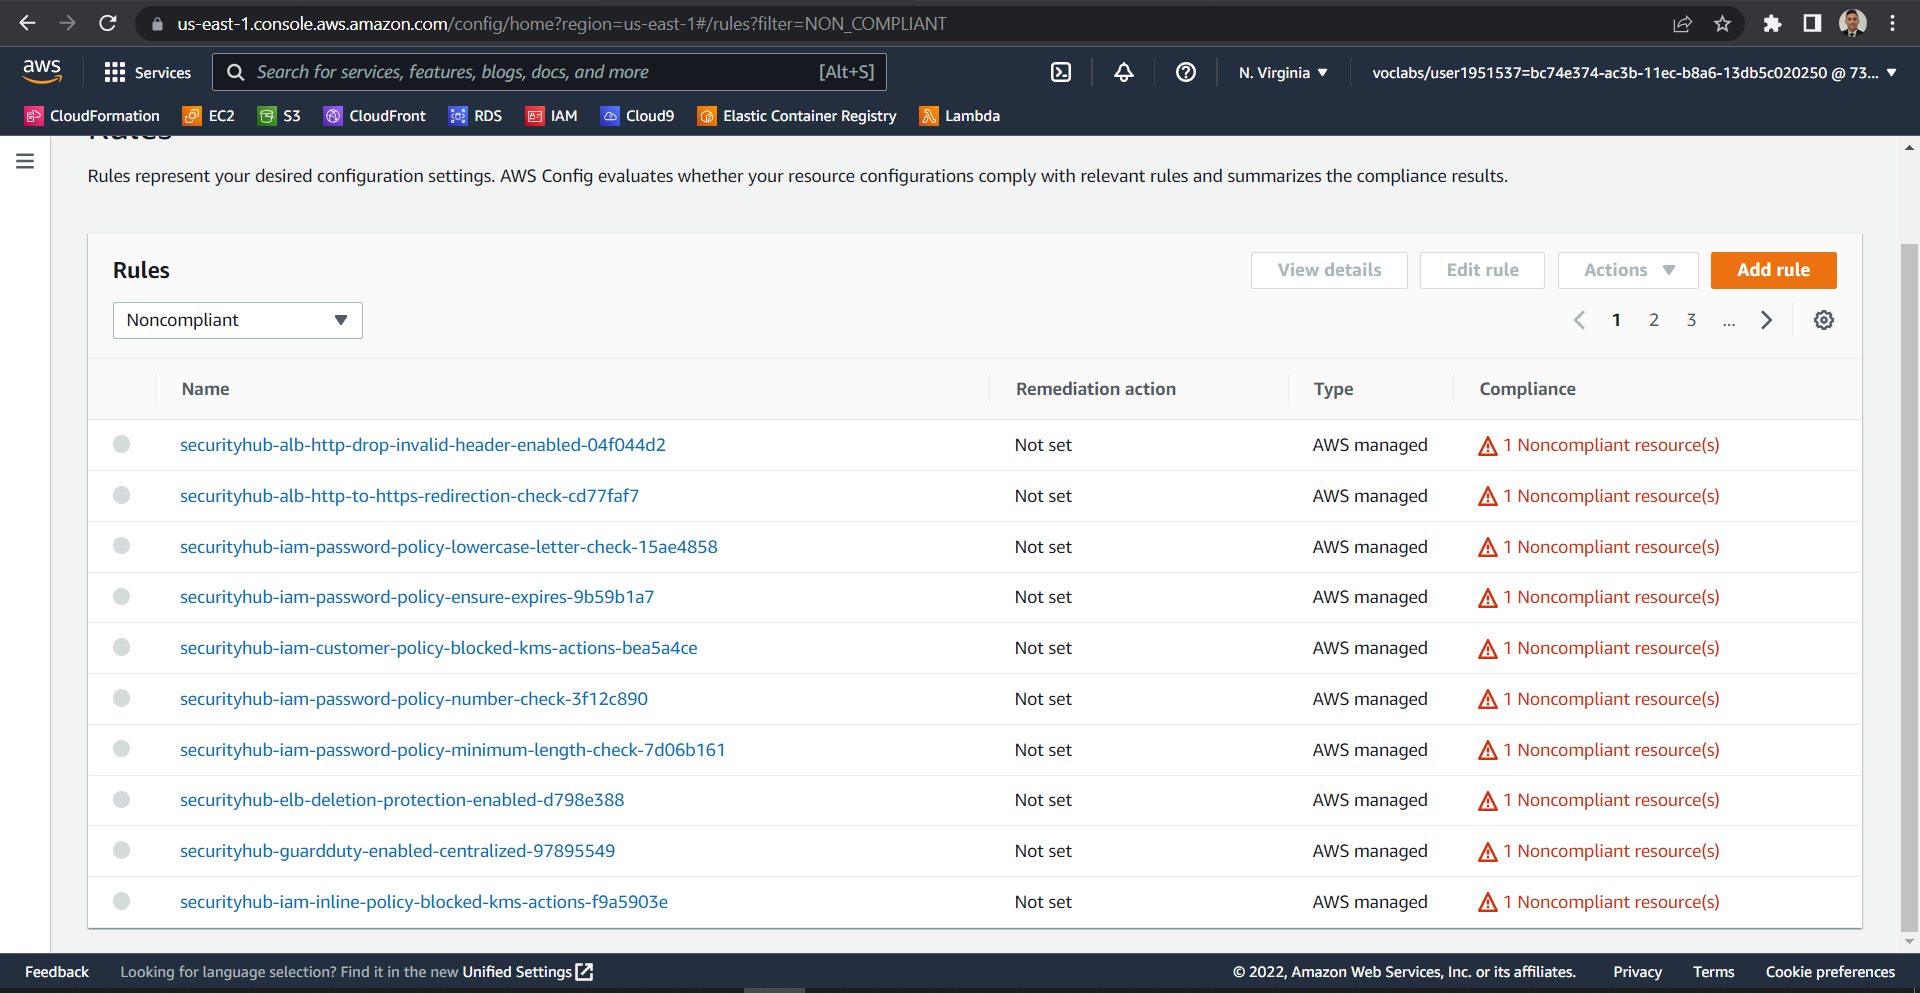 us-east-1.console.aws.amazon.com/config/home?region=us-east-1#/rules?filter=NON_COMPLIANT
aws Services Search for services, features, blogs, docs, and more [Alt+S] N. Virginia voclabs/user1951537=bc74e374-ac3b-11ec-b8a6-13db5c020250 @ 73...
CloudFormation EC2 S3 CloudFront RDS IAM Cloud9 Elastic Container Registry Lambda
Rules
Rules represent your desired configuration settings. AWS Config evaluates whether your resource configurations comply with relevant rules and summarizes the compliance results.
Rules View details Edit rule Actions Add rule
Noncompliant 1 2 3 ...
Name Remediation action Type Compliance
securityhub-alb-http-drop-invalid-header-enabled-04f044d2 Not set AWS managed 1 Noncompliant resource(s)
securityhub-alb-http-to-https-redirection-check-cd77faf7 Not set AWS managed 1 Noncompliant resource(s)
securityhub-iam-password-policy-lowercase-letter-check-15ae4858 Not set AWS managed 1 Noncompliant resource(s)
securityhub-iam-password-policy-ensure-expires-9b59b1a7 Not set AWS managed 1 Noncompliant resource(s)
securityhub-iam-customer-policy-blocked-kms-actions-bea5a4ce Not set AWS managed 1 Noncompliant resource(s)
securityhub-iam-password-policy-number-check-3f12c890 Not set AWS managed 1 Noncompliant resource(s)
securityhub-iam-password-policy-minimum-length-check-7d06b161 Not set AWS managed 1 Noncompliant resource(s)
securityhub-elb-deletion-protection-enabled-d798e388 Not set AWS managed 1 Noncompliant resource(s)
securityhub-guardduty-enabled-centralized-97895549 Not set AWS managed 1 Noncompliant resource(s)
securityhub-iam-inline-policy-blocked-kms-actions-f9a5903e Not set AWS managed 1 Noncompliant resource(s)
Feedback Looking for language selection? Find it in the new Unified Settings © 2022, Amazon Web Services, Inc. or its affiliates. Privacy Terms Cookie preferences